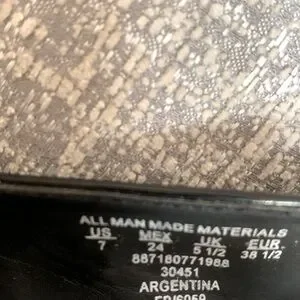 ALL MAN MADE MATERIALS
US MEX UK EUR
7 24 5 1/2 38 1/2
887180771988
30451
ARGENTINA